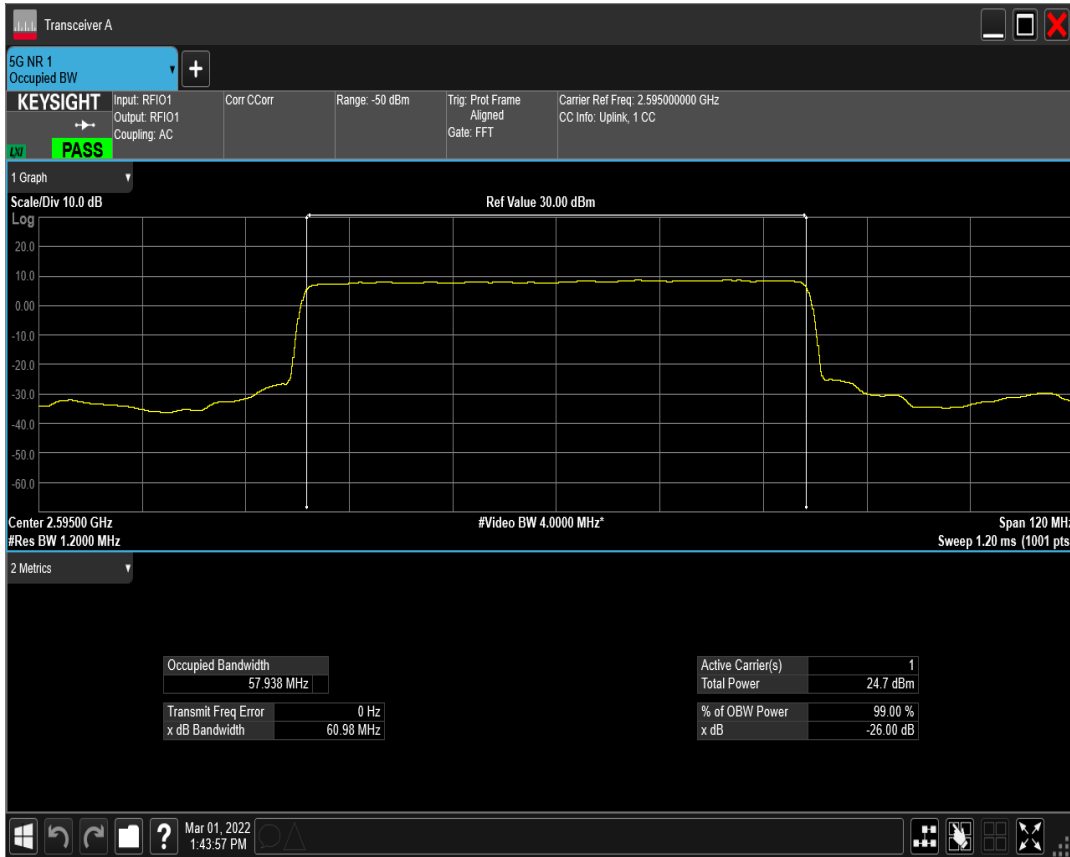 Transceiver A
5G NR 1
Occupied BW
+
KEYSIGHT
LXI
PASS
Input: RFIO1
Output: RFIO1
Coupling: AC
Corr CCorr
Range: -50 dBm
Trig: Prot Frame
Aligned
Gate: FFT
Carrier Ref Freq: 2.595000000 GHz
CC Info: Uplink, 1 CC
1 Graph
Scale/Div 10.0 dB
Ref Value 30.00 dBm
Log
20.0
10.0
0.00
-10.0
-20.0
-30.0
-40.0
-50.0
-60.0
Center 2.59500 GHz
#Video BW 4.0000 MHz*
Span 120 MHz
#Res BW 1.2000 MHz
Sweep 1.20 ms (1001 pts
2 Metrics
Occupied Bandwidth
57.938 MHz
Transmit Freq Error 0 Hz
x dB Bandwidth 60.98 MHz
Active Carrier(s) 1
Total Power 24.7 dBm
% of OBW Power 99.00 %
x dB -26.00 dB
?
Mar 01, 2022
1:43:57 PM